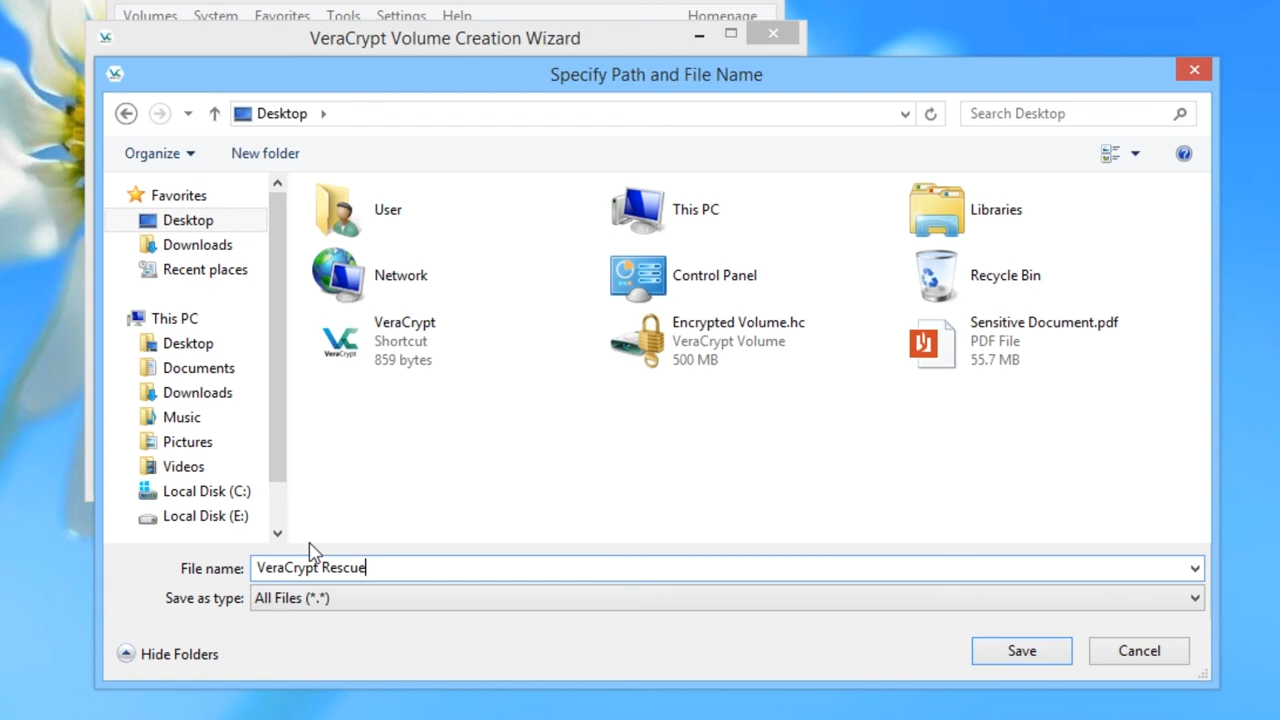 Volumes System Favorites Tools Settings Help Homepage
VeraCrypt Volume Creation Wizard
Specify Path and File Name
Desktop
Search Desktop
Organize New folder
Favorites
Desktop
Downloads
Recent places
This PC
Desktop
Documents
Downloads
Music
Pictures
Videos
Local Disk (C:)
Local Disk (E:)
User
This PC
Libraries
Network
Control Panel
Recycle Bin
VeraCrypt
Shortcut
859 bytes
VeraCrypt
Encrypted Volume.hc
VeraCrypt Volume
500 MB
Sensitive Document.pdf
PDF File
55.7 MB
File name: VeraCrypt Rescue
Save as type: All Files (*.*)
Hide Folders
Save
Cancel